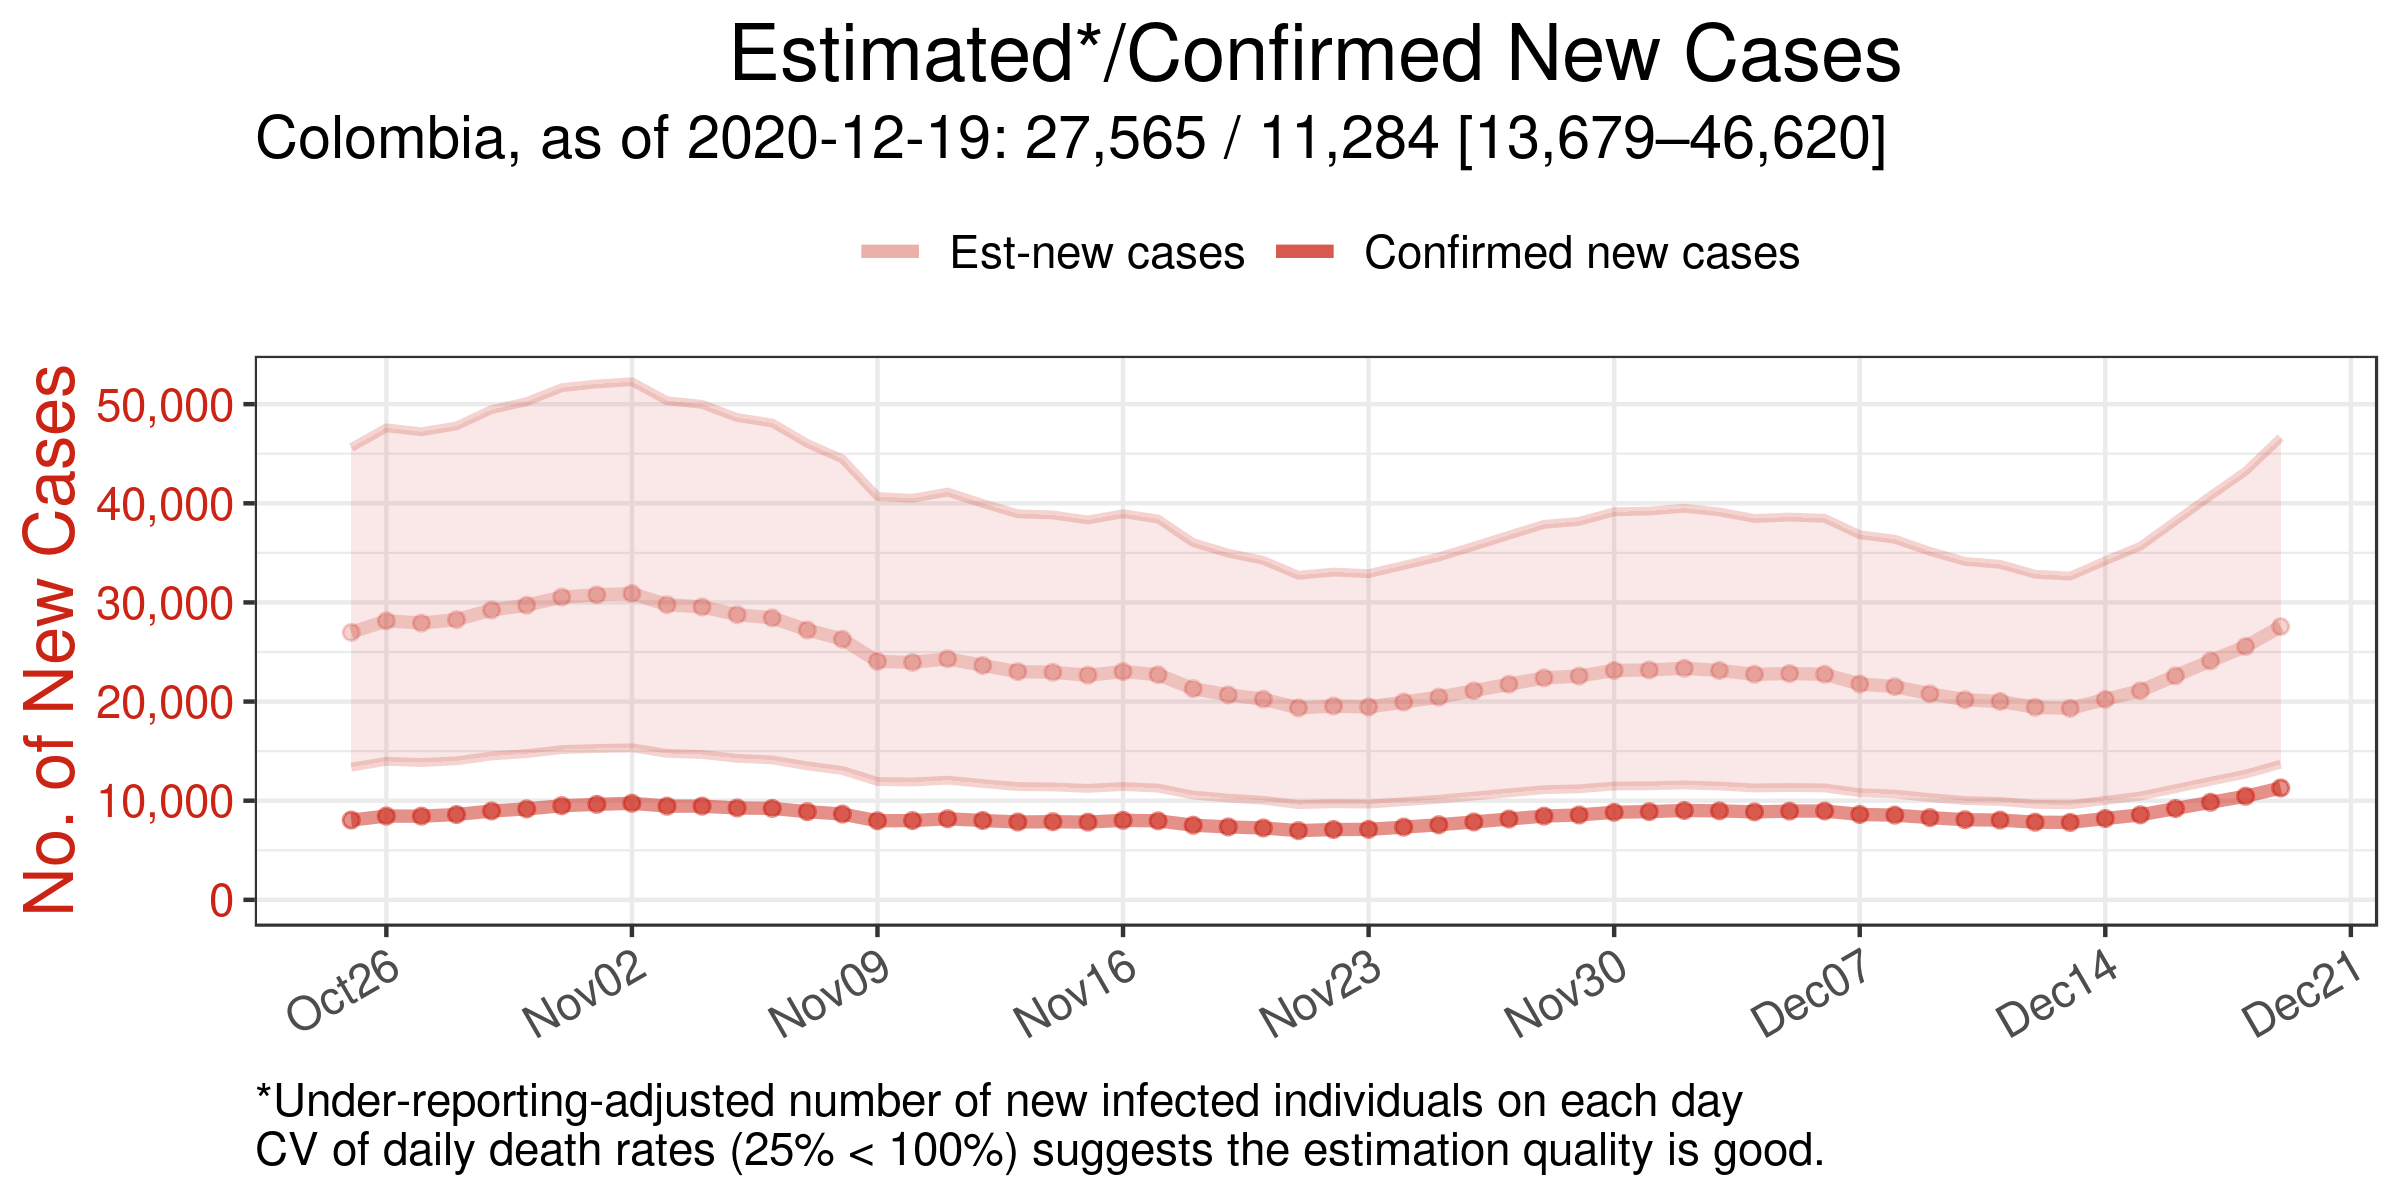 Estimated*/Confirmed New Cases
Colombia, as of 2020-12-19: 27,565 / 11,284 [13,679–46,620]
Est-new cases
Confirmed new cases
No. of New Cases
50,000
40,000
30,000
20,000
10,000
0
Oct26
Nov02
Nov09
Nov16
Nov23
Nov30
Dec07
Dec14
Dec21
*Under-reporting-adjusted number of new infected individuals on each day
CV of daily death rates (25% < 100%) suggests the estimation quality is good.